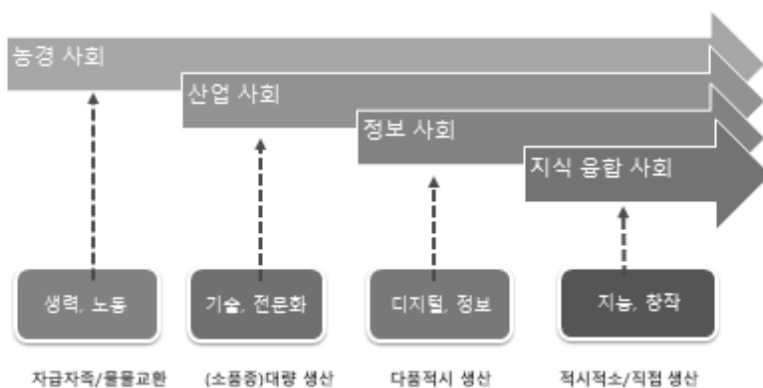 농경 사회
산업 사회
정보 사회
지식 융합 사회
생력, 노동
기술, 전문화
디지털, 정보
지능, 창작
자급자족/물물교환
(소품종)대량 생산
다품적시 생산
적시적소/직접 생산